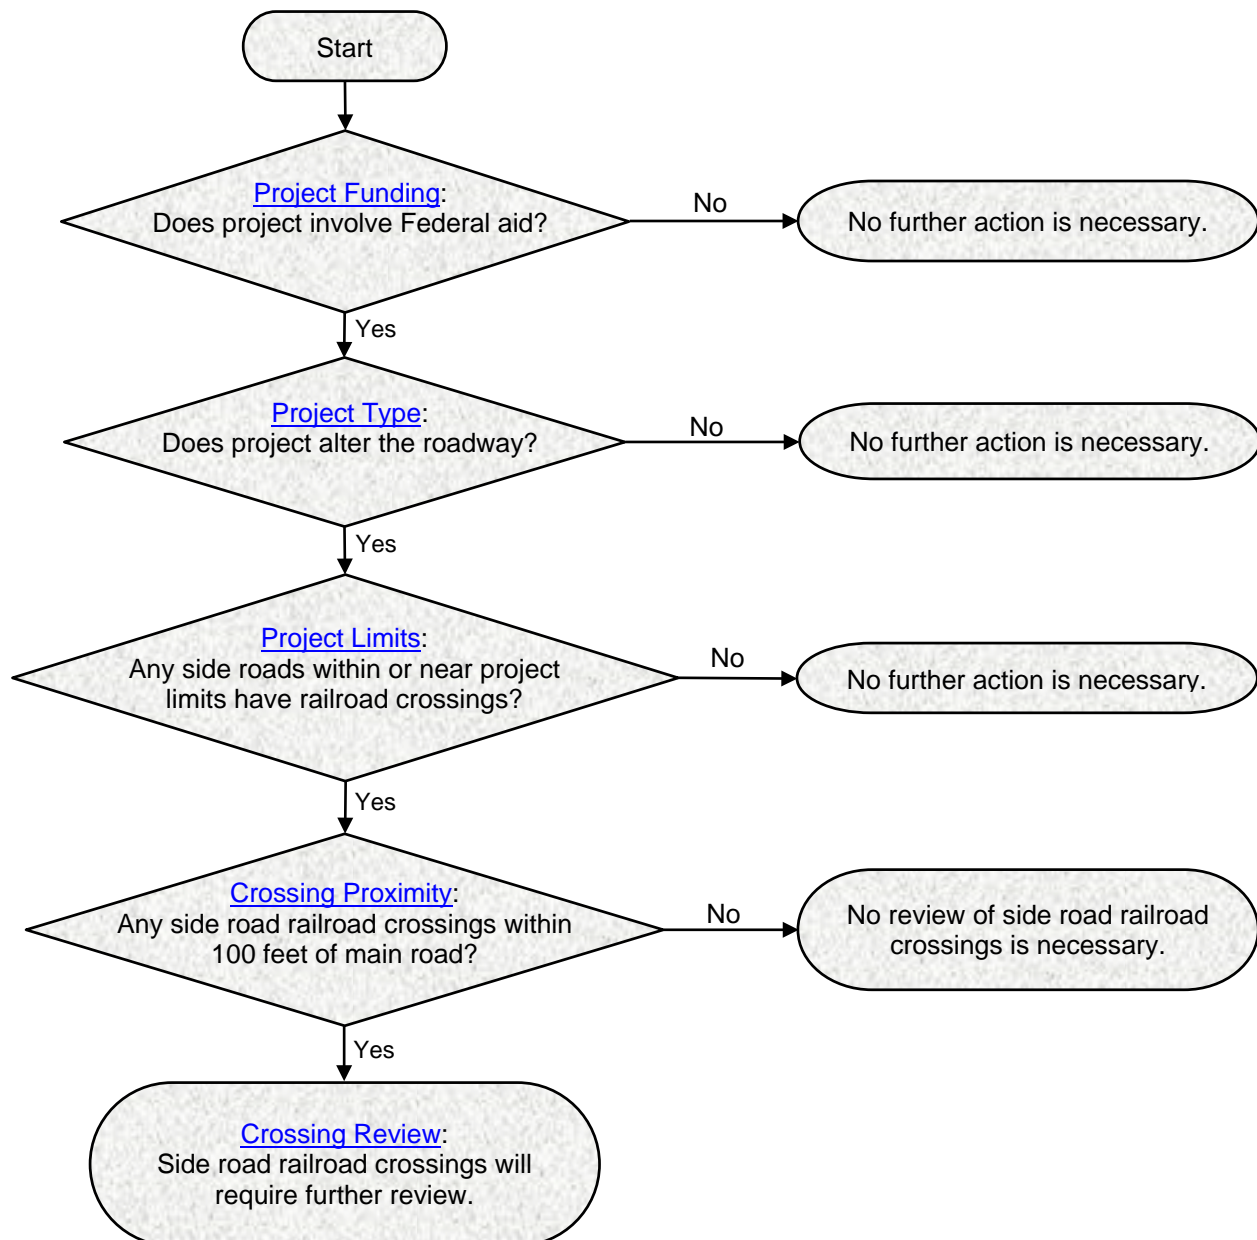 Start
Project Funding:
Does project involve Federal aid?
No
No further action is necessary.
Yes
Project Type:
Does project alter the roadway?
No
No further action is necessary.
Yes
Project Limits:
Any side roads within or near project
limits have railroad crossings?
No
No further action is necessary.
Yes
Crossing Proximity:
Any side road railroad crossings within
100 feet of main road?
No
No review of side road railroad
crossings is necessary.
Yes
Crossing Review:
Side road railroad crossings will
require further review.